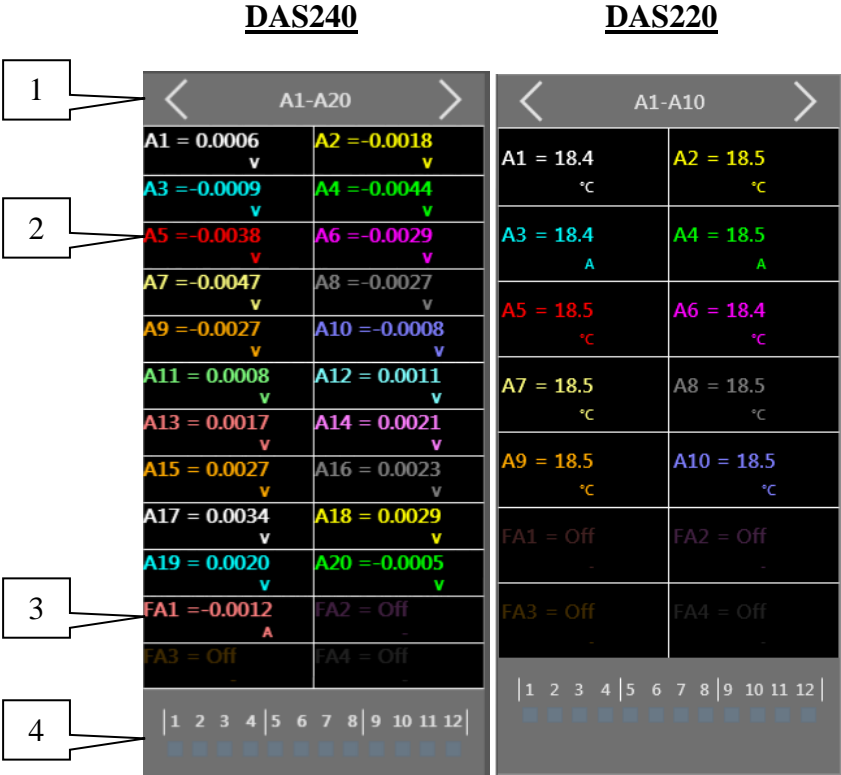 DAS240
DAS220
1
A1-A20
A1 = 0.0006 V
A2 =-0.0018 V
A3 =-0.0009 V
A4 =-0.0044 V
2
A5 =-0.0038 V
A6 =-0.0029 V
A7 =-0.0047 V
A8 =-0.0027 V
A9 =-0.0027 V
A10 =-0.0008 V
A11 = 0.0008 V
A12 = 0.0011 V
A13 = 0.0017 V
A14 = 0.0021 V
A15 = 0.0027 V
A16 = 0.0023 V
A17 = 0.0034 V
A18 = 0.0029 V
A19 = 0.0020 V
A20 =-0.0005 V
3
FA1 =-0.0012 A
FA2 = Off -
FA3 = Off -
FA4 = Off -
4
1 2 3 4 5 6 7 8 9 10 11 12
A1-A10
A1 = 18.4 °C
A2 = 18.5 °C
A3 = 18.4 A
A4 = 18.5 A
A5 = 18.5 °C
A6 = 18.4 °C
A7 = 18.5 °C
A8 = 18.5 °C
A9 = 18.5 °C
A10 = 18.5 °C
FA1 = Off -
FA2 = Off -
FA3 = Off -
FA4 = Off -
1 2 3 4 5 6 7 8 9 10 11 12